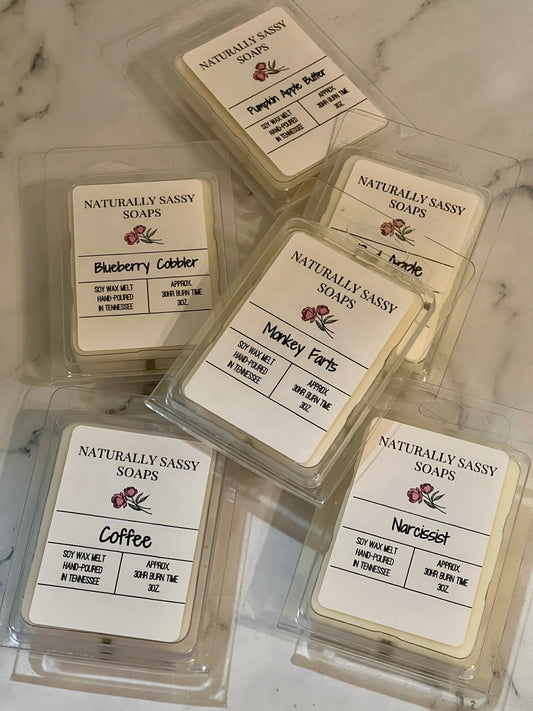 NATURALLY SASSY
SOAPS
Pumpkin Apple Butter
SOY WAX MELT
HAND-POURED
IN TENNESSEE
APPROX.
30HR BURN TIME
3OZ.
NATURALLY SASSY
SOAPS
Apple
NATURALLY SASSY
SOAPS
Blueberry Cobbler
SOY WAX MELT
HAND-POURED
IN TENNESSEE
APPROX.
30HR BURN TIME
3OZ.
NATURALLY SASSY
SOAPS
Monkey Farts
SOY WAX MELT
HAND-POURED
IN TENNESSEE
APPROX.
30HR BURN TIME
3OZ.
NATURALLY SASSY
SOAPS
Coffee
SOY WAX MELT
HAND-POURED
IN TENNESSEE
APPROX.
30HR BURN TIME
3OZ.
NATURALLY SASSY
SOAPS
Narcissist
SOY WAX MELT
HAND-POURED
IN TENNESSEE
APPROX.
30HR BURN TIME
3OZ.